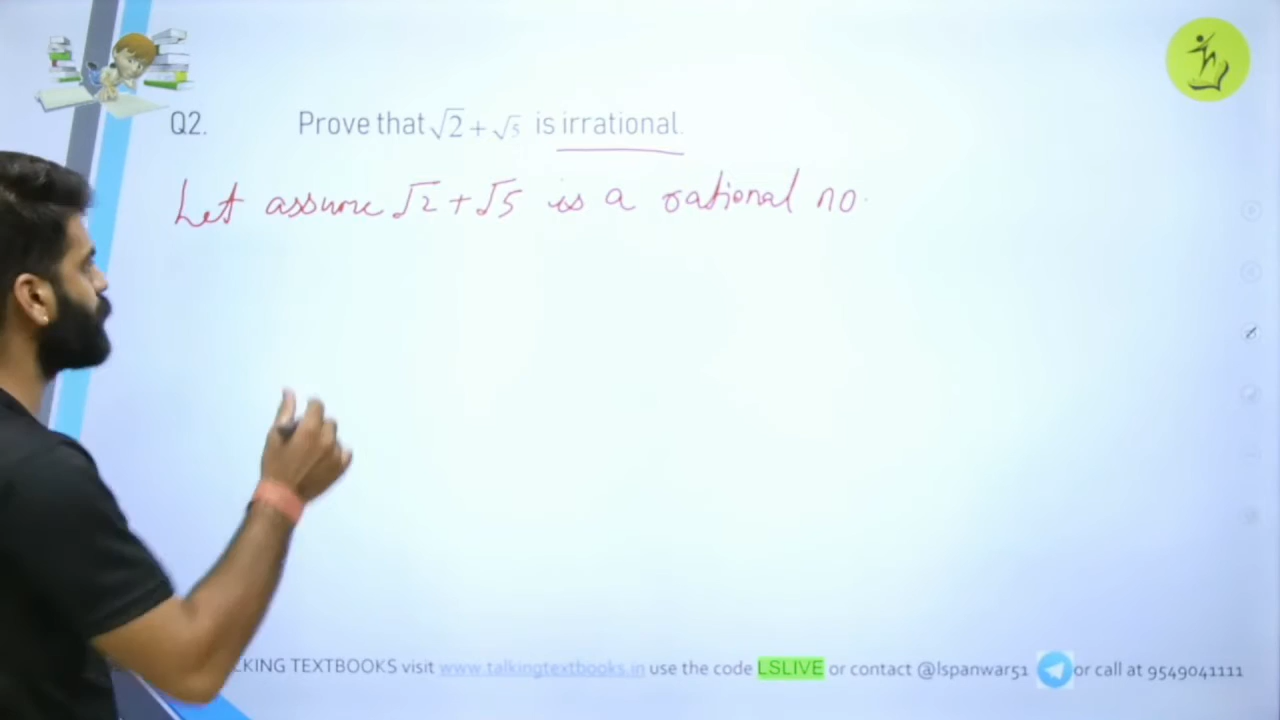 Q2. Prove that √2 + √5 is irrational.
Let assume √2 + √5 is a rational no.
KING TEXTBOOKS visit www.talkingtextbooks.in use the code LSLIVE or contact @lspanwar51 or call at 9549041111